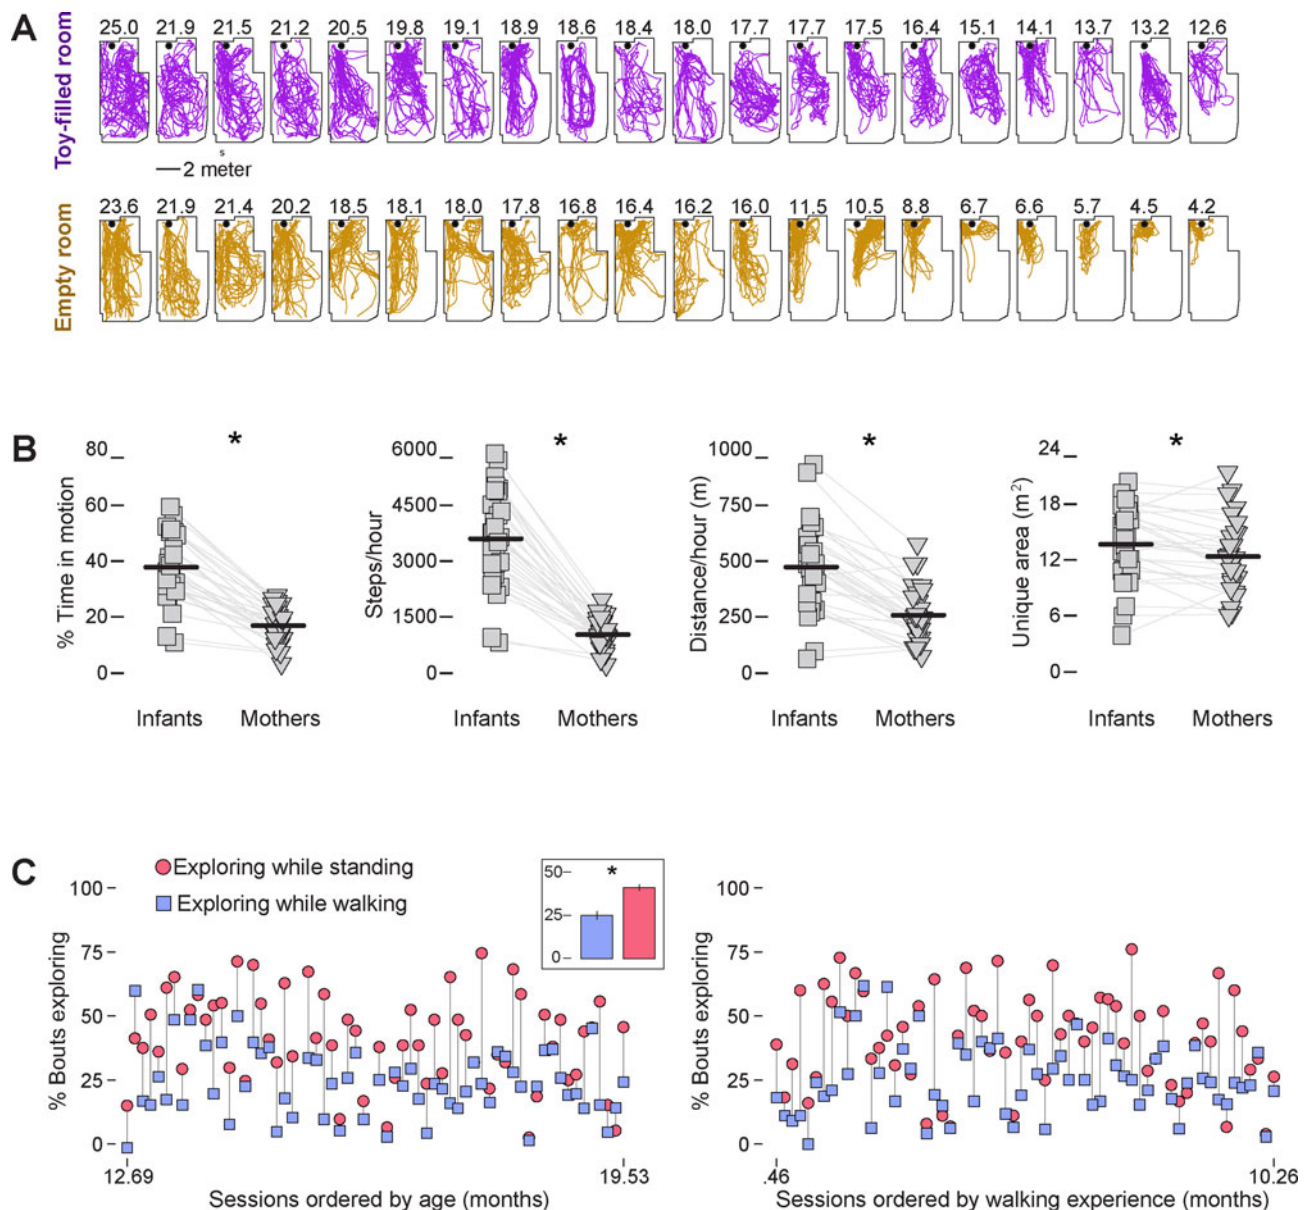 A
Toy-filled room
25.0 21.9 21.5 21.2 20.5 19.8 19.1 18.9 18.6 18.4 18.0 17.7 17.7 17.5 16.4 15.1 14.1 13.7 13.2 12.6
s
2 meter
Empty room
23.6 21.9 21.4 20.2 18.5 18.1 18.0 17.8 16.8 16.4 16.2 16.0 11.5 10.5 8.8 6.7 6.6 5.7 4.5 4.2
B
% Time in motion
80
60
40
20
0
*
Infants Mothers
Steps/hour
6000
4500
3000
1500
0
*
Infants Mothers
Distance/hour (m)
1000
750
500
250
0
*
Infants Mothers
Unique area (m²)
24
18
12
6
0
*
Infants Mothers
C
Exploring while standing
Exploring while walking
% Bouts exploring
100
75
50
25
0
12.69 19.53
Sessions ordered by age (months)
50
25
0
*
% Bouts exploring
100
75
50
25
0
.46 10.26
Sessions ordered by walking experience (months)